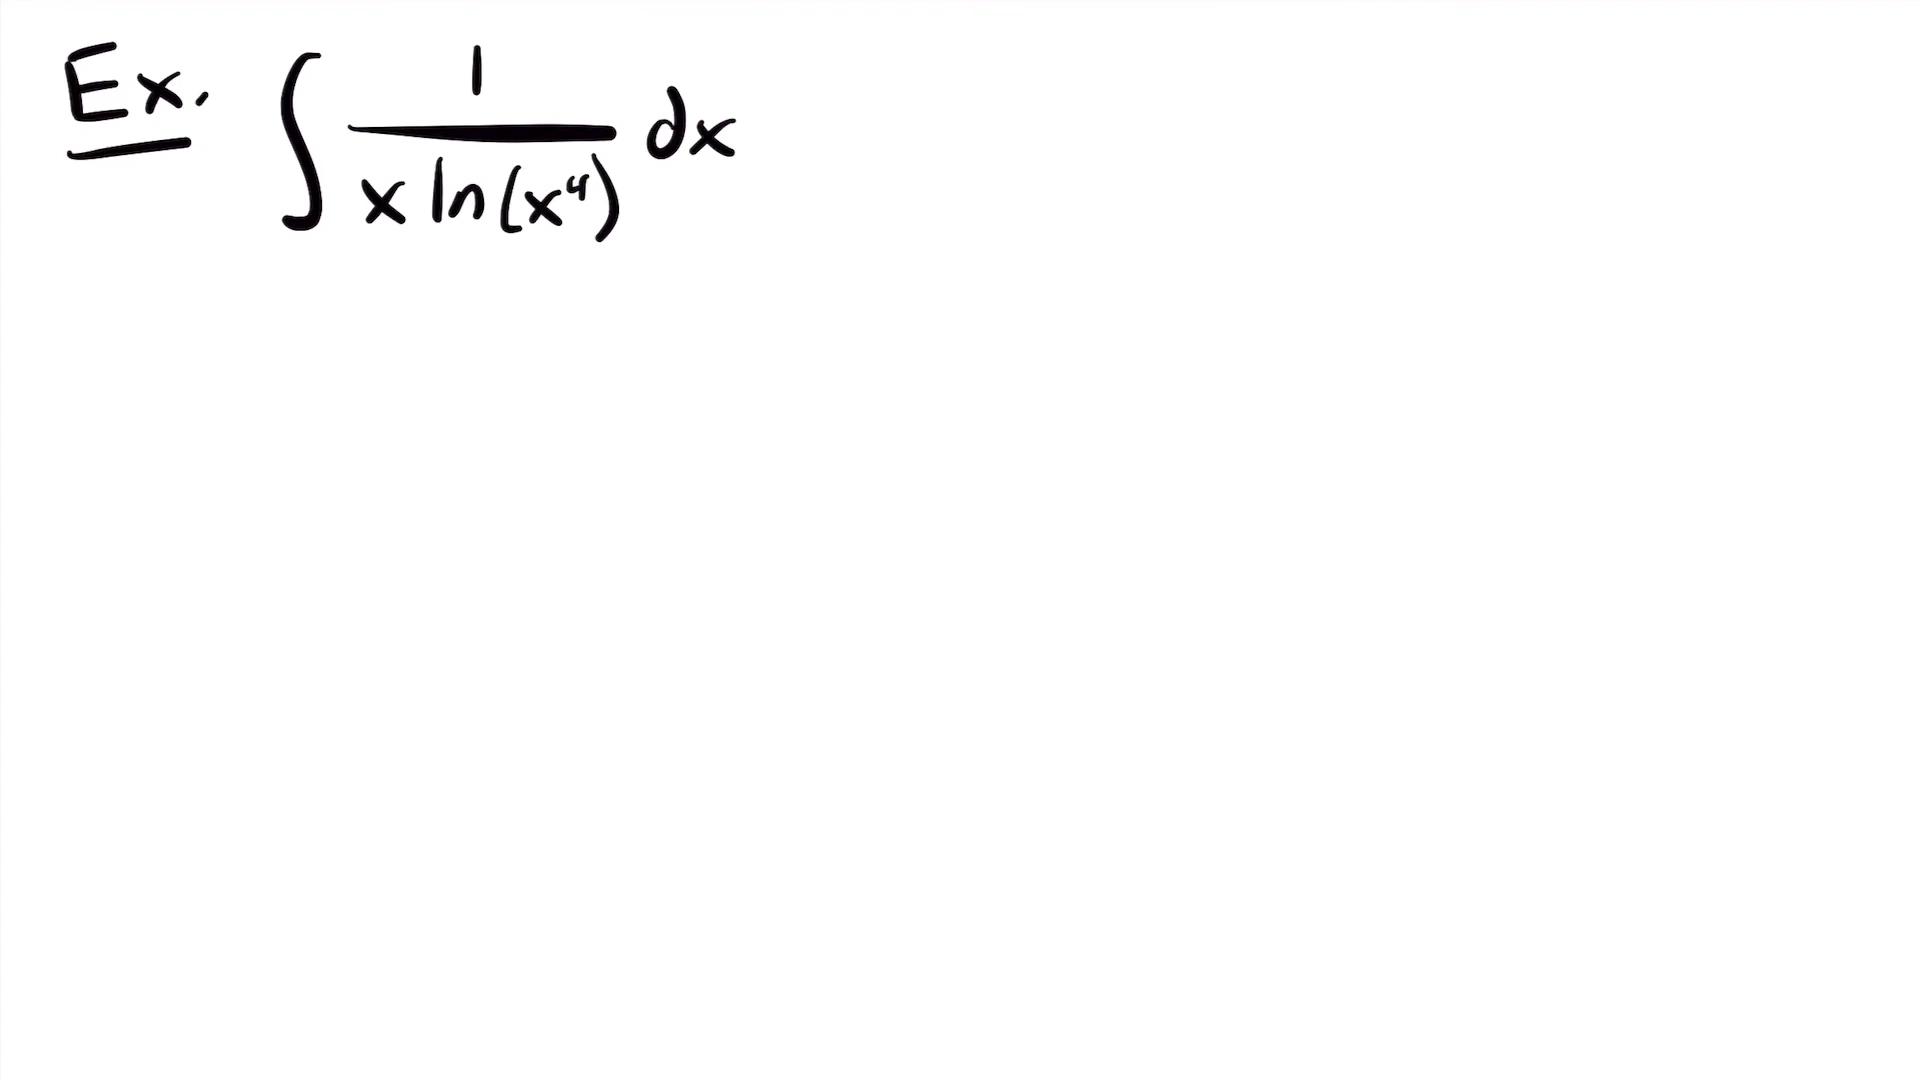 Ex. ∫ 1/(x ln(x⁴)) dx